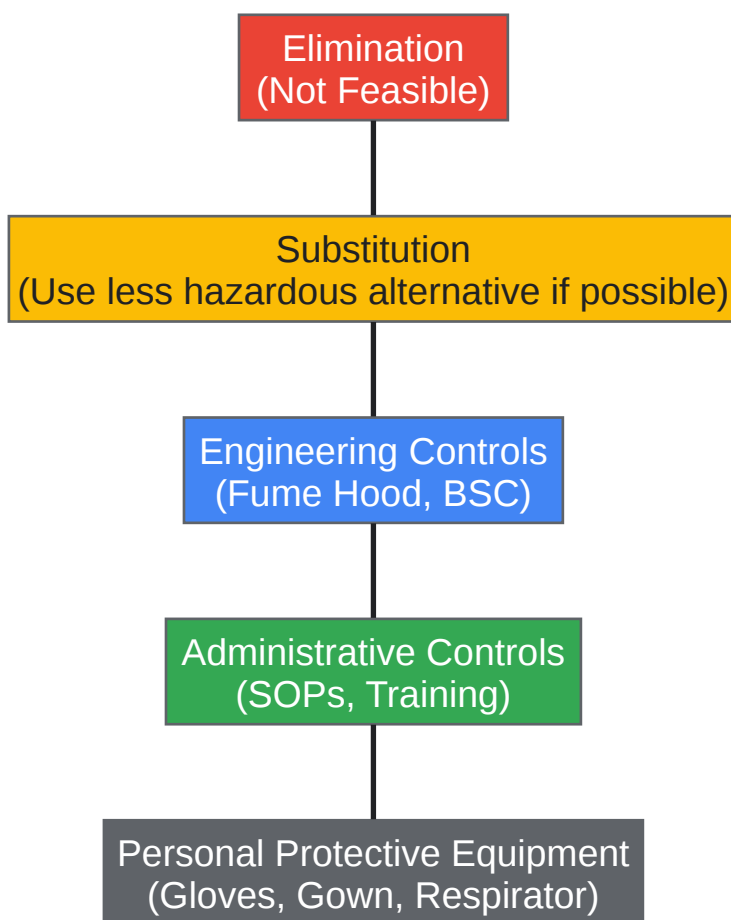 Elimination
(Not Feasible)
Substitution
(Use less hazardous alternative if possible)
Engineering Controls
(Fume Hood, BSC)
Administrative Controls
(SOPs, Training)
Personal Protective Equipment
(Gloves, Gown, Respirator)